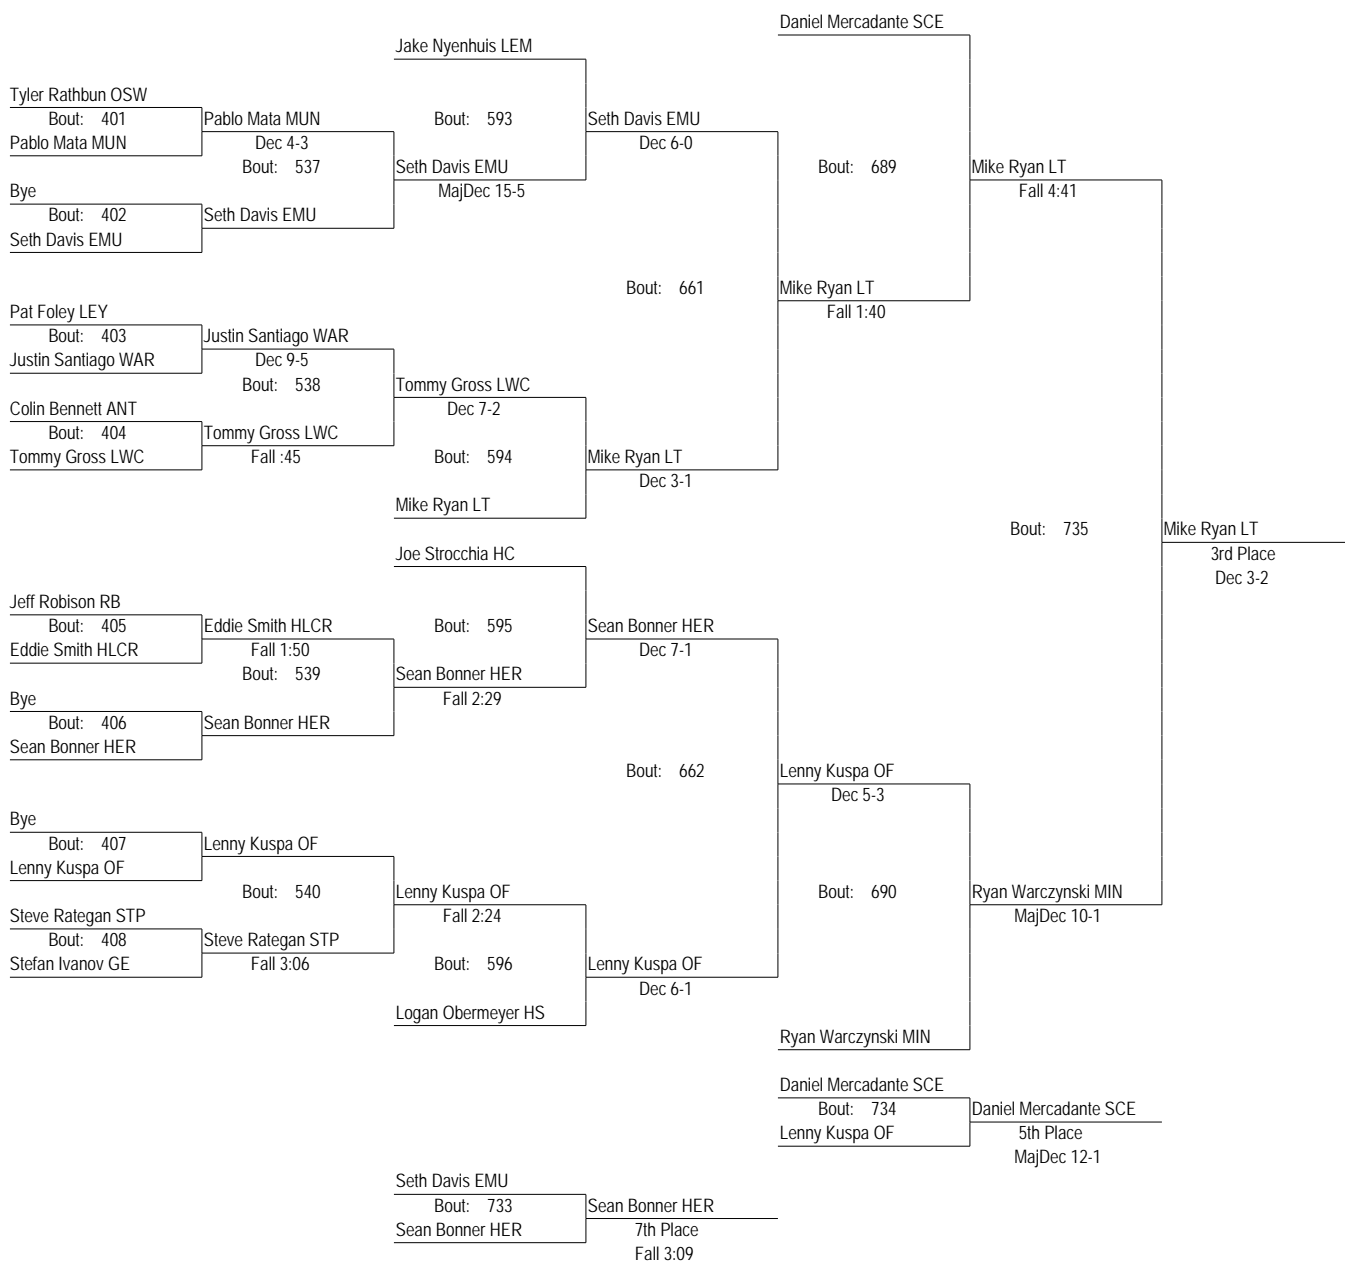 Daniel Mercadante SCE
Jake Nyenhuis LEM
Tyler Rathbun OSW
Bout: 401
Pablo Mata MUN
Pablo Mata MUN
Dec 4-3
Bout: 537
Bye
Bout: 402
Seth Davis EMU
Seth Davis EMU
Bout: 593
Seth Davis EMU
MajDec 15-5
Seth Davis EMU
Dec 6-0
Bout: 689
Mike Ryan LT
Fall 4:41
Bout: 661
Mike Ryan LT
Fall 1:40
Pat Foley LEY
Bout: 403
Justin Santiago WAR
Justin Santiago WAR
Dec 9-5
Bout: 538
Colin Bennett ANT
Bout: 404
Tommy Gross LWC
Tommy Gross LWC
Fall :45
Tommy Gross LWC
Dec 7-2
Bout: 594
Mike Ryan LT
Mike Ryan LT
Dec 3-1
Bout: 735
Mike Ryan LT
3rd Place
Dec 3-2
Joe Strocchia HC
Jeff Robison RB
Bout: 405
Eddie Smith HLCR
Eddie Smith HLCR
Fall 1:50
Bout: 539
Bye
Bout: 406
Sean Bonner HER
Sean Bonner HER
Bout: 595
Sean Bonner HER
Fall 2:29
Sean Bonner HER
Dec 7-1
Bout: 662
Lenny Kuspa OF
Dec 5-3
Bye
Bout: 407
Lenny Kuspa OF
Lenny Kuspa OF
Bout: 540
Steve Rategan STP
Bout: 408
Stefan Ivanov GE
Steve Rategan STP
Fall 3:06
Lenny Kuspa OF
Fall 2:24
Bout: 596
Logan Obermeyer HS
Lenny Kuspa OF
Dec 6-1
Bout: 690
Ryan Warczynski MIN
MajDec 10-1
Ryan Warczynski MIN
Daniel Mercadante SCE
Bout: 734
Lenny Kuspa OF
Daniel Mercadante SCE
5th Place
MajDec 12-1
Seth Davis EMU
Bout: 733
Sean Bonner HER
Sean Bonner HER
7th Place
Fall 3:09